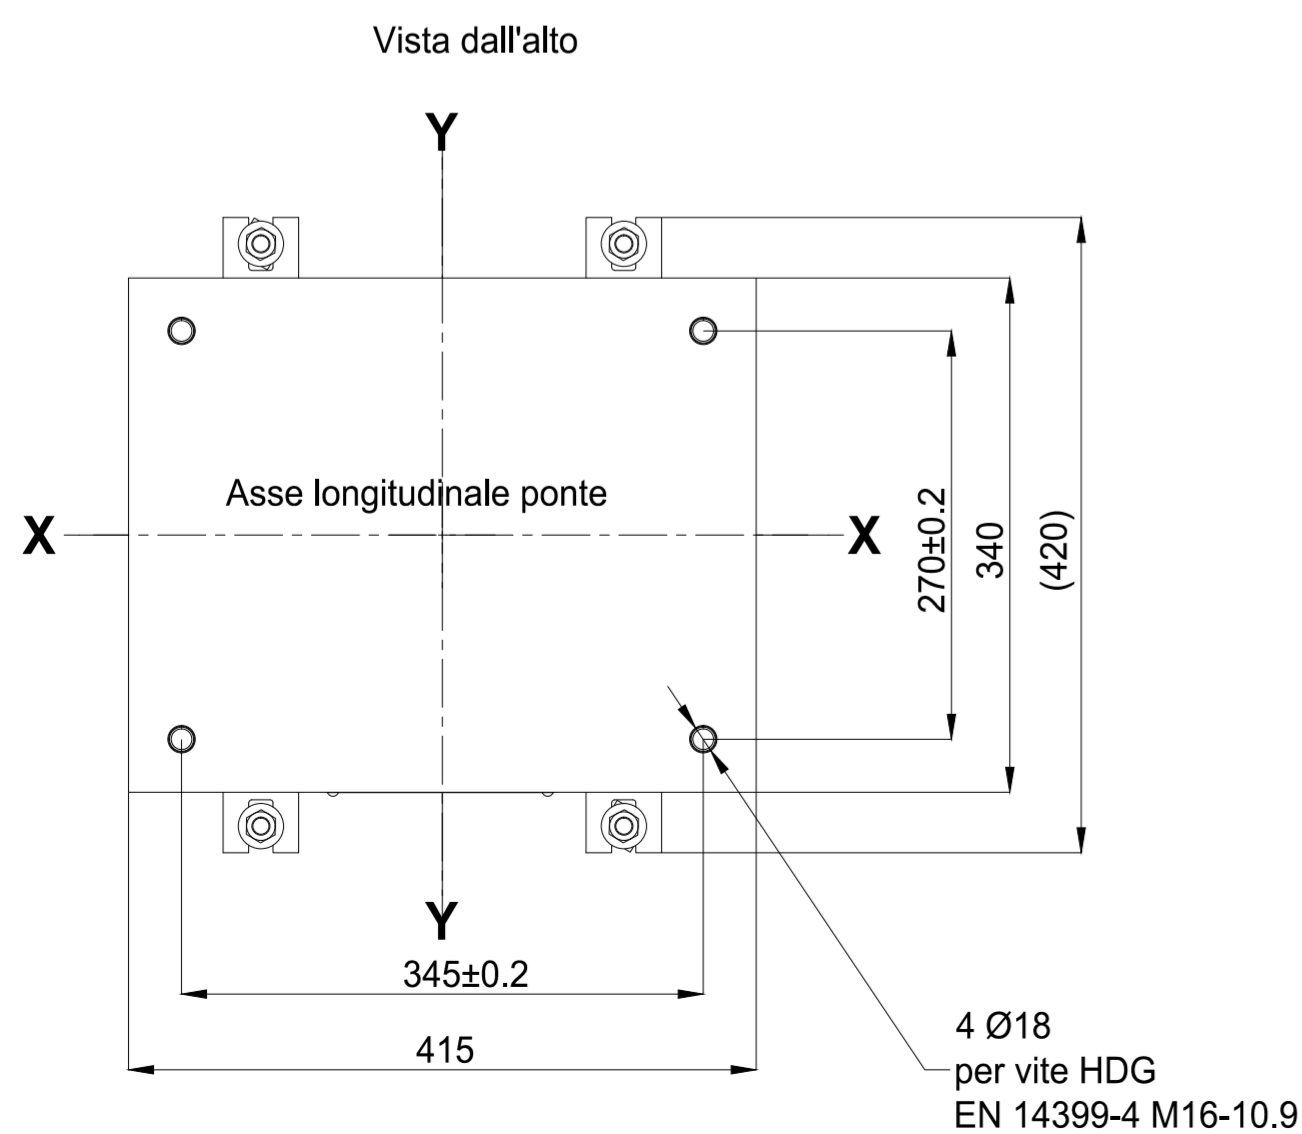 Vista dall'alto
Y
Asse longitudinale ponte
X
X
270±0.2
340
(420)
Y
345±0.2
415
4 Ø18
per vite HDG
EN 14399-4 M16-10.9